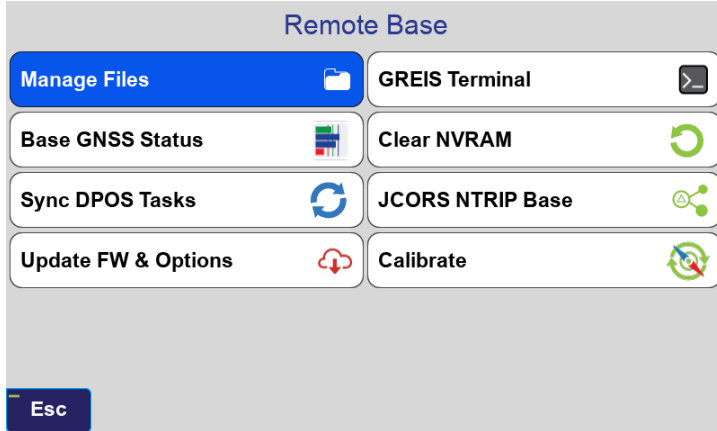 Remote Base
Manage Files
GREIS Terminal
>_
Base GNSS Status
Clear NVRAM
Sync DPOS Tasks
JCORS NTRIP Base
Update FW & Options
Calibrate
Esc